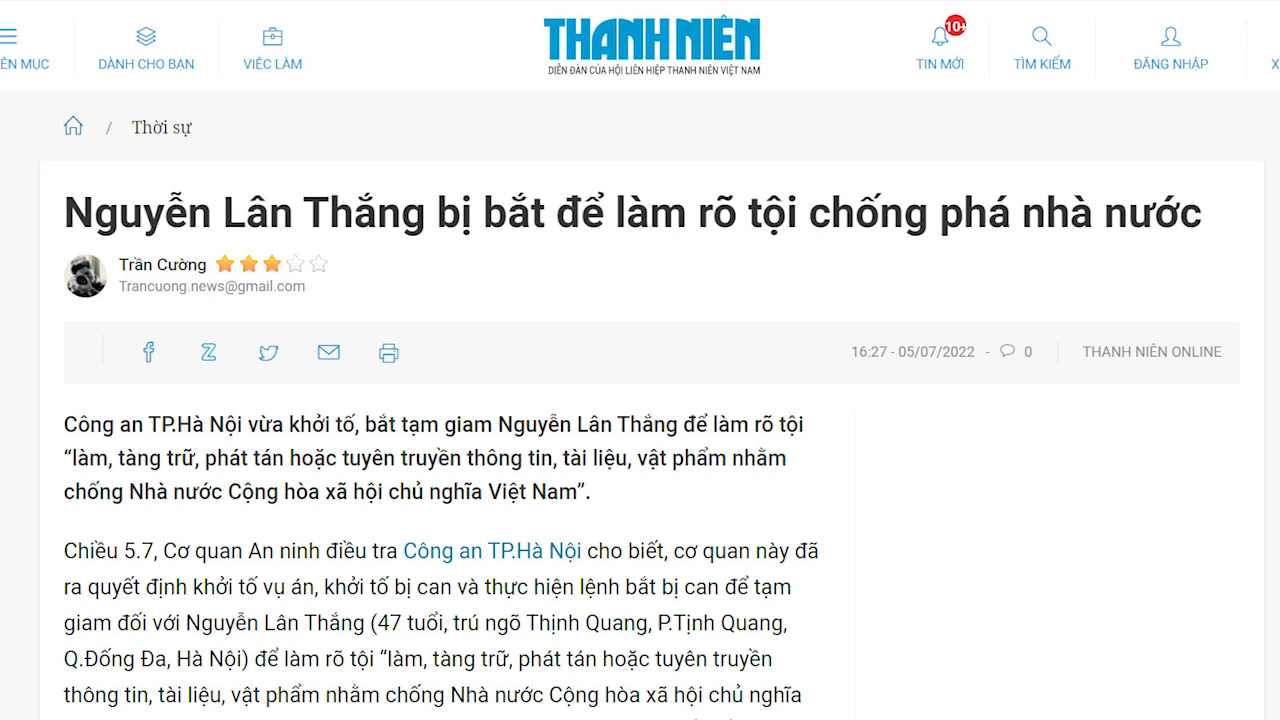 ÊN MỤC
DÀNH CHO BẠN
VIỆC LÀM
THANH NIÊN
DIỄN ĐÀN CỦA HỘI LIÊN HIỆP THANH NIÊN VIỆT NAM
10+
TIN MỚI
TÌM KIẾM
ĐĂNG NHẬP
X
/ Thời sự
Nguyễn Lân Thắng bị bắt để làm rõ tội chống phá nhà nước
Trần Cường
Trancuong.news@gmail.com
16:27 - 05/07/2022 - 0
THANH NIÊN ONLINE
Công an TP.Hà Nội vừa khởi tố, bắt tạm giam Nguyễn Lân Thắng để làm rõ tội
“làm, tàng trữ, phát tán hoặc tuyên truyền thông tin, tài liệu, vật phẩm nhằm
chống Nhà nước Cộng hòa xã hội chủ nghĩa Việt Nam”.
Chiều 5.7, Cơ quan An ninh điều tra Công an TP.Hà Nội cho biết, cơ quan này đã
ra quyết định khởi tố vụ án, khởi tố bị can và thực hiện lệnh bắt bị can để tạm
giam đối với Nguyễn Lân Thắng (47 tuổi, trú ngõ Thịnh Quang, P.Tịnh Quang,
Q.Đống Đa, Hà Nội) để làm rõ tội “làm, tàng trữ, phát tán hoặc tuyên truyền
thông tin, tài liệu, vật phẩm nhằm chống Nhà nước Cộng hòa xã hội chủ nghĩa